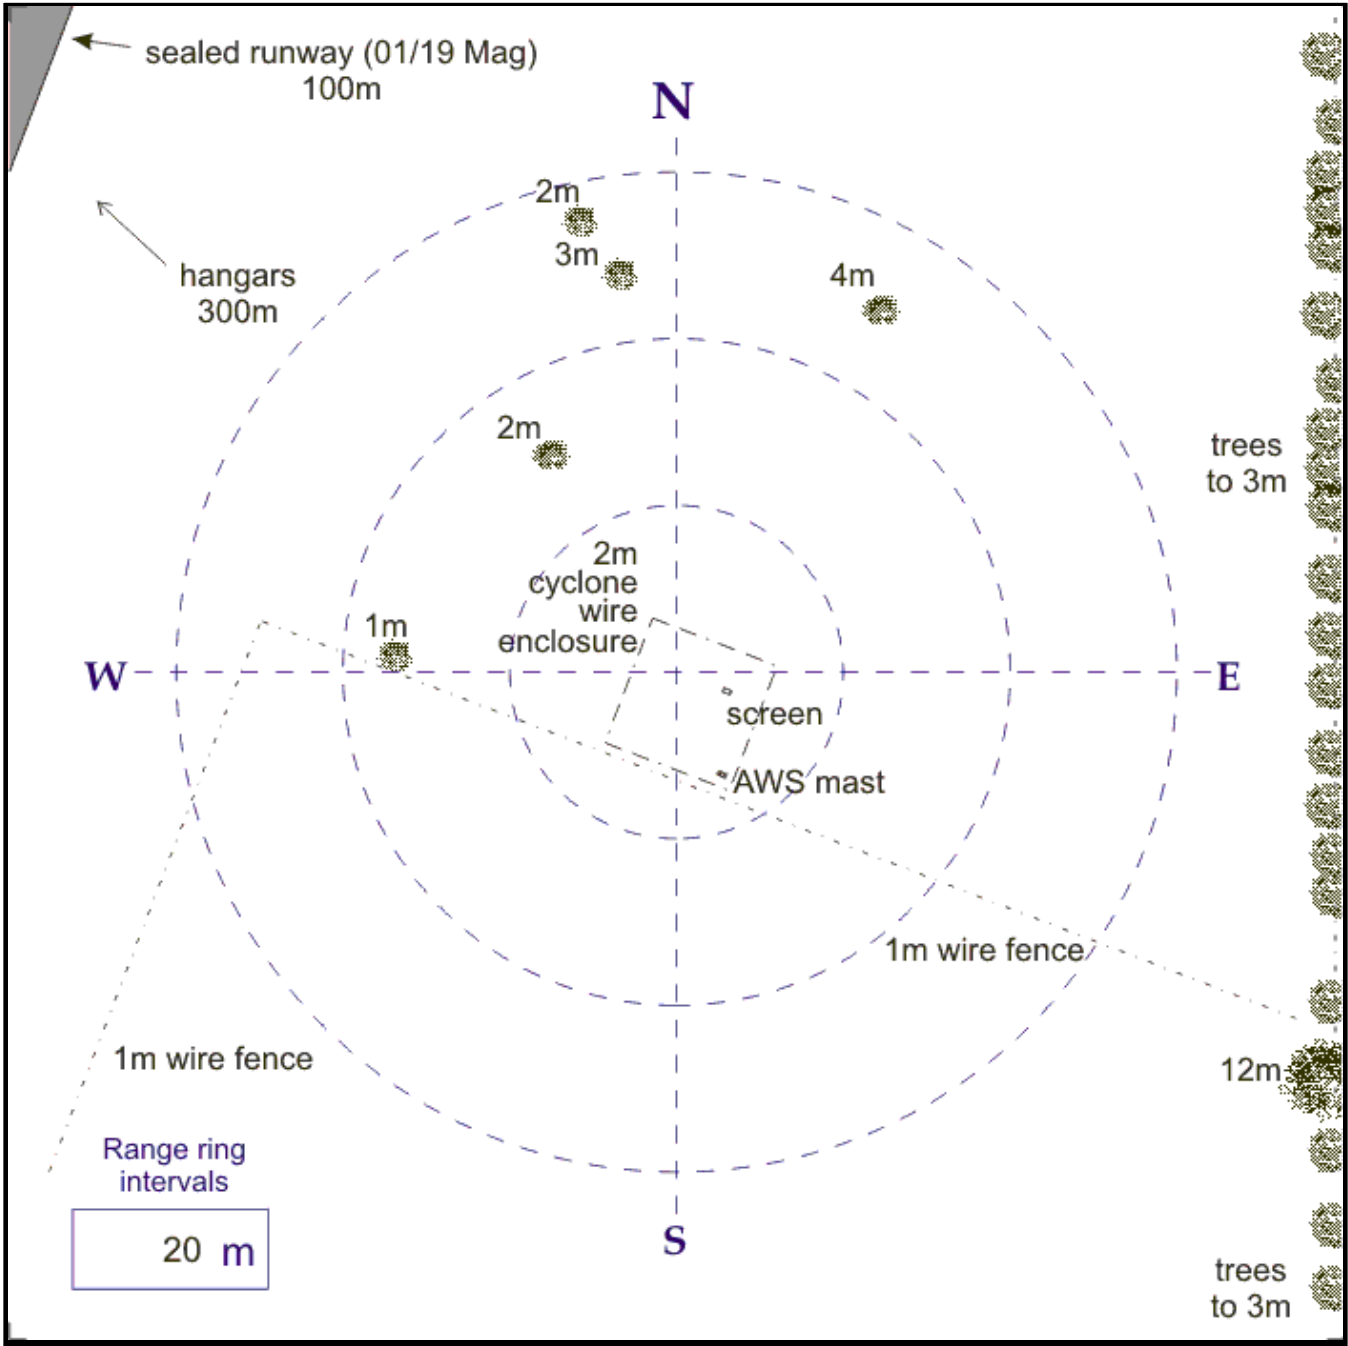 sealed runway (01/19 Mag)
100m
N
2m
3m
4m
hangars
300m
2m
trees
to 3m
2m
cyclone
wire
enclosure
1m
W
E
screen
AWS mast
1m wire fence
1m wire fence
12m
Range ring
intervals
20 m
S
trees
to 3m